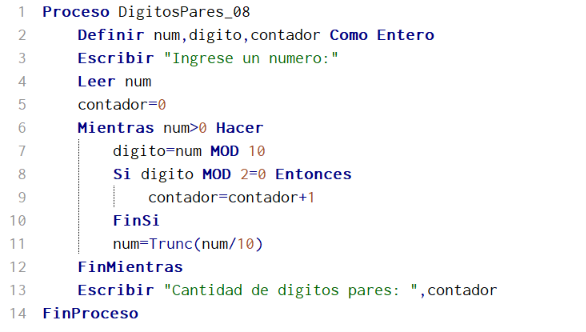 1 Proceso DigitosPares_08
2 Definir num,digito,contador Como Entero
3 Escribir "Ingrese un numero:"
4 Leer num
5 contador=0
6 Mientras num>0 Hacer
7 digito=num MOD 10
8 Si digito MOD 2=0 Entonces
9 contador=contador+1
10 FinSi
11 num=Trunc(num/10)
12 FinMientras
13 Escribir "Cantidad de digitos pares: ",contador
14 FinProceso